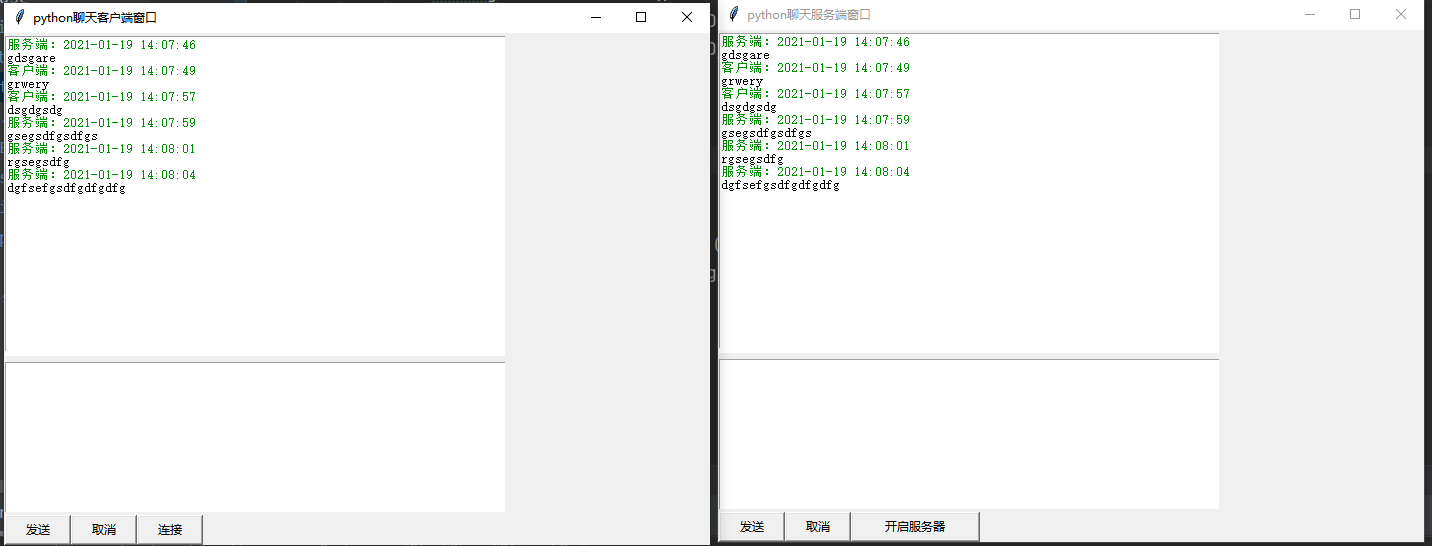 python聊天客户端窗口
服务端: 2021-01-19 14:07:46
gdsgare
客户端: 2021-01-19 14:07:49
grwery
客户端: 2021-01-19 14:07:57
dsgdgsdg
服务端: 2021-01-19 14:07:59
gsegsdfgsdfgs
服务端: 2021-01-19 14:08:01
rgsegsdfg
服务端: 2021-01-19 14:08:04
dgfsefgsdfgdfgdfg
发送 取消 连接
python聊天服务端窗口
服务端: 2021-01-19 14:07:46
gdsgare
客户端: 2021-01-19 14:07:49
grwery
客户端: 2021-01-19 14:07:57
dsgdgsdg
服务端: 2021-01-19 14:07:59
gsegsdfgsdfgs
服务端: 2021-01-19 14:08:01
rgsegsdfg
服务端: 2021-01-19 14:08:04
dgfsefgsdfgdfgdfg
发送 取消 开启服务器